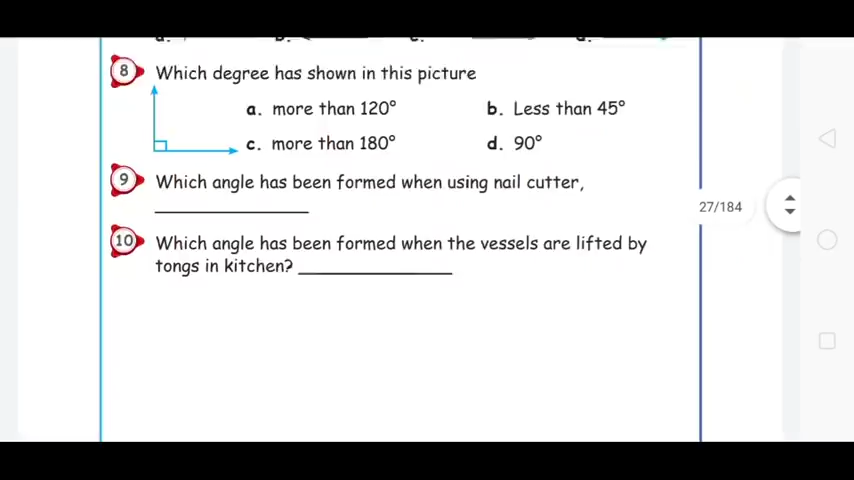 8 Which degree has shown in this picture
a. more than 120° b. Less than 45°
c. more than 180° d. 90°
9 Which angle has been formed when using nail cutter,
27/184
10 Which angle has been formed when the vessels are lifted by
tongs in kitchen?